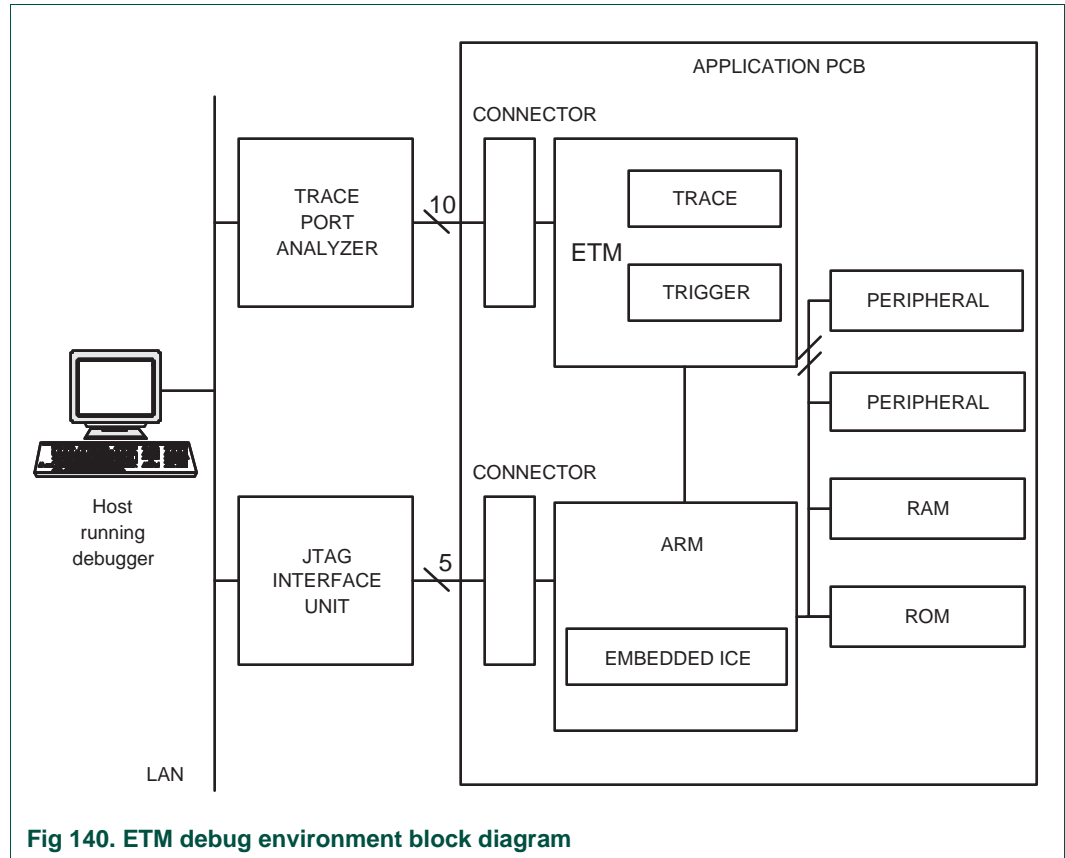 APPLICATION PCB
CONNECTOR
TRACE
PORT
ANALYZER
10
ETM
TRACE
TRIGGER
PERIPHERAL
PERIPHERAL
Host
running
debugger
CONNECTOR
JTAG
INTERFACE
UNIT
5
ARM
EMBEDDED ICE
RAM
ROM
LAN
Fig 140. ETM debug environment block diagram